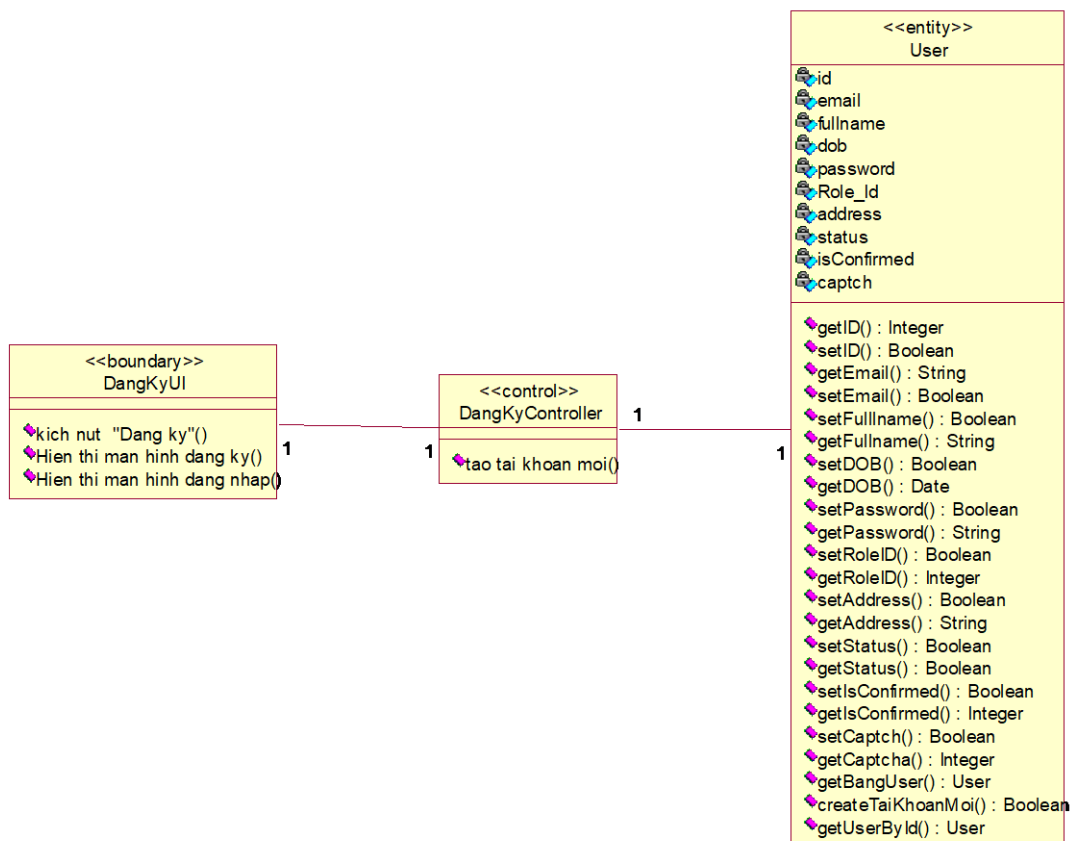 <<entity>>
User
id
email
fullname
dob
password
Role_Id
address
status
isConfirmed
captch
getID() : Integer
setID() : Boolean
getEmail() : String
setEmail() : Boolean
setFulllname() : Boolean
getFullname() : String
setDOB() : Boolean
getDOB() : Date
setPassword() : Boolean
getPassword() : String
setRoleID() : Boolean
getRoleID() : Integer
setAddress() : Boolean
getAddress() : String
setStatus() : Boolean
getStatus() : Boolean
setIsConfirmed() : Boolean
getIsConfirmed() : Integer
setCaptch() : Boolean
getCaptcha() : Integer
getBangUser() : User
createTaiKhoanMoi() : Boolean
getUserById() : User
<<boundary>>
DangKyUI
kich nut "Dang ky"()
Hien thi man hinh dang ky()
Hien thi man hinh dang nhap()
1
1
<<control>>
DangKyController
tao tai khoan moi()
1
1